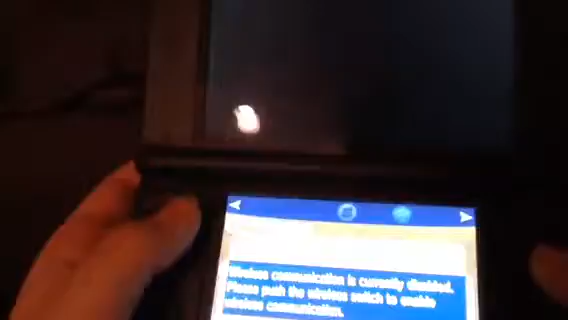 Wireless communication is currently disabled.
Please push the wireless switch to enable
wireless communication.